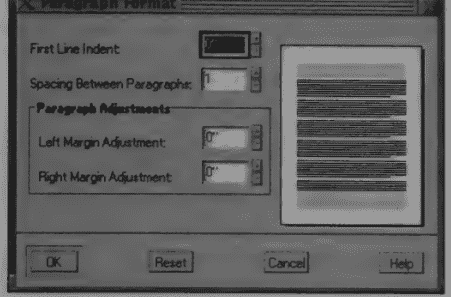 Paragraph Format
First Line Indent:
Spacing Between Paragraphs: 1
Paragraph Adjustments
Left Margin Adjustment: 0"
Right Margin Adjustment: 0"
OK Reset Cancel Help